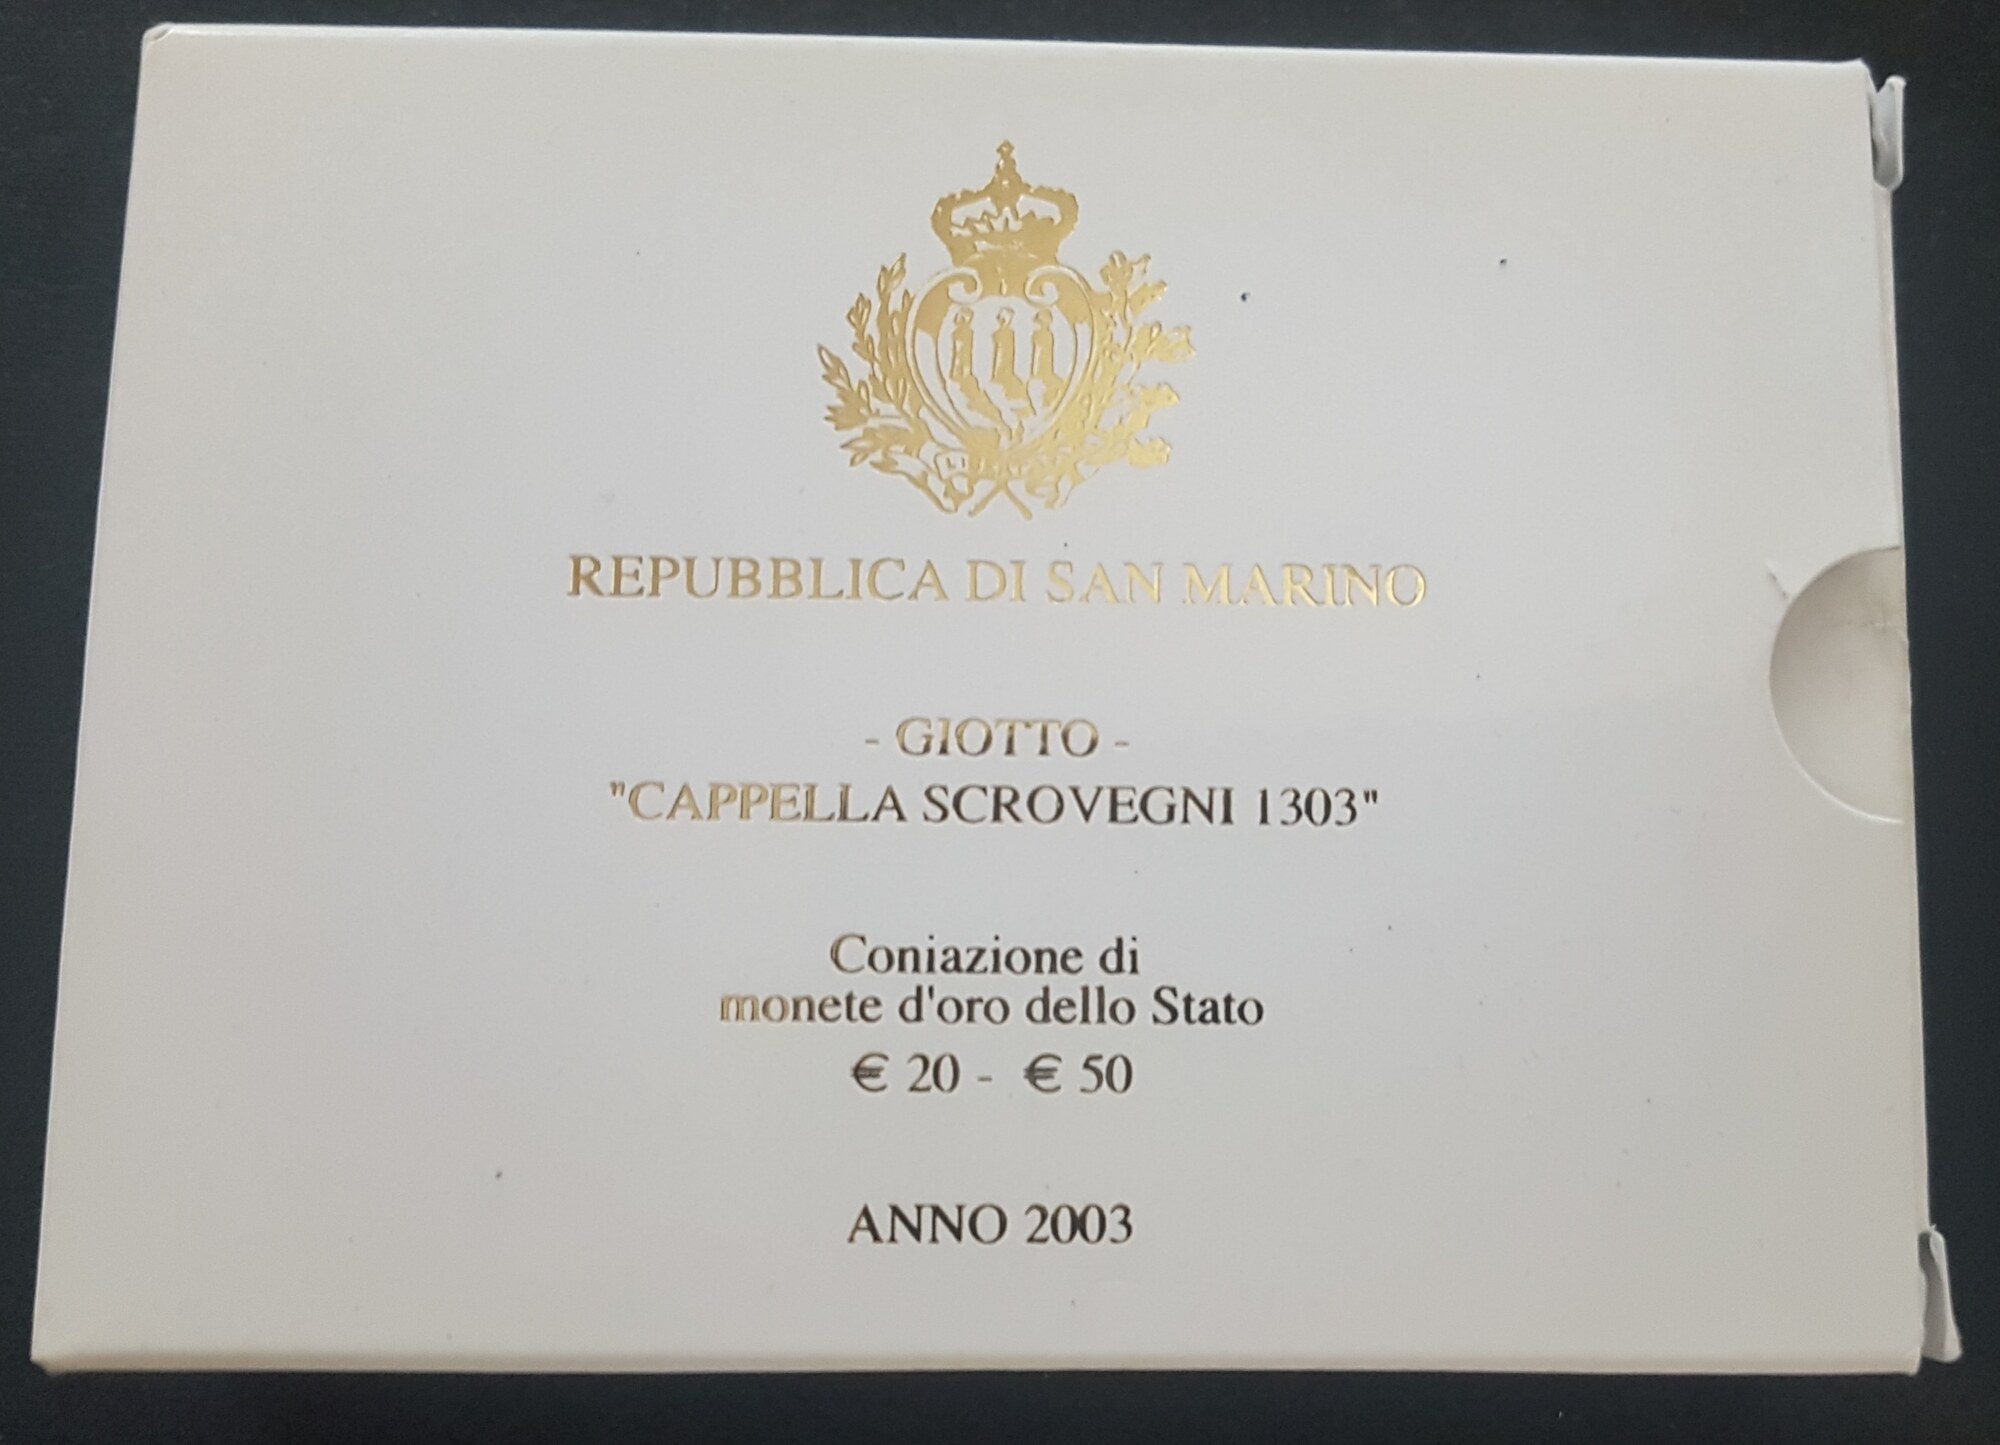 REPUBBLICA DI SAN MARINO
- GIOTTO -
"CAPPELLA SCROVEGNI 1303"
Coniazione di
monete d'oro dello Stato
€ 20 - € 50
ANNO 2003